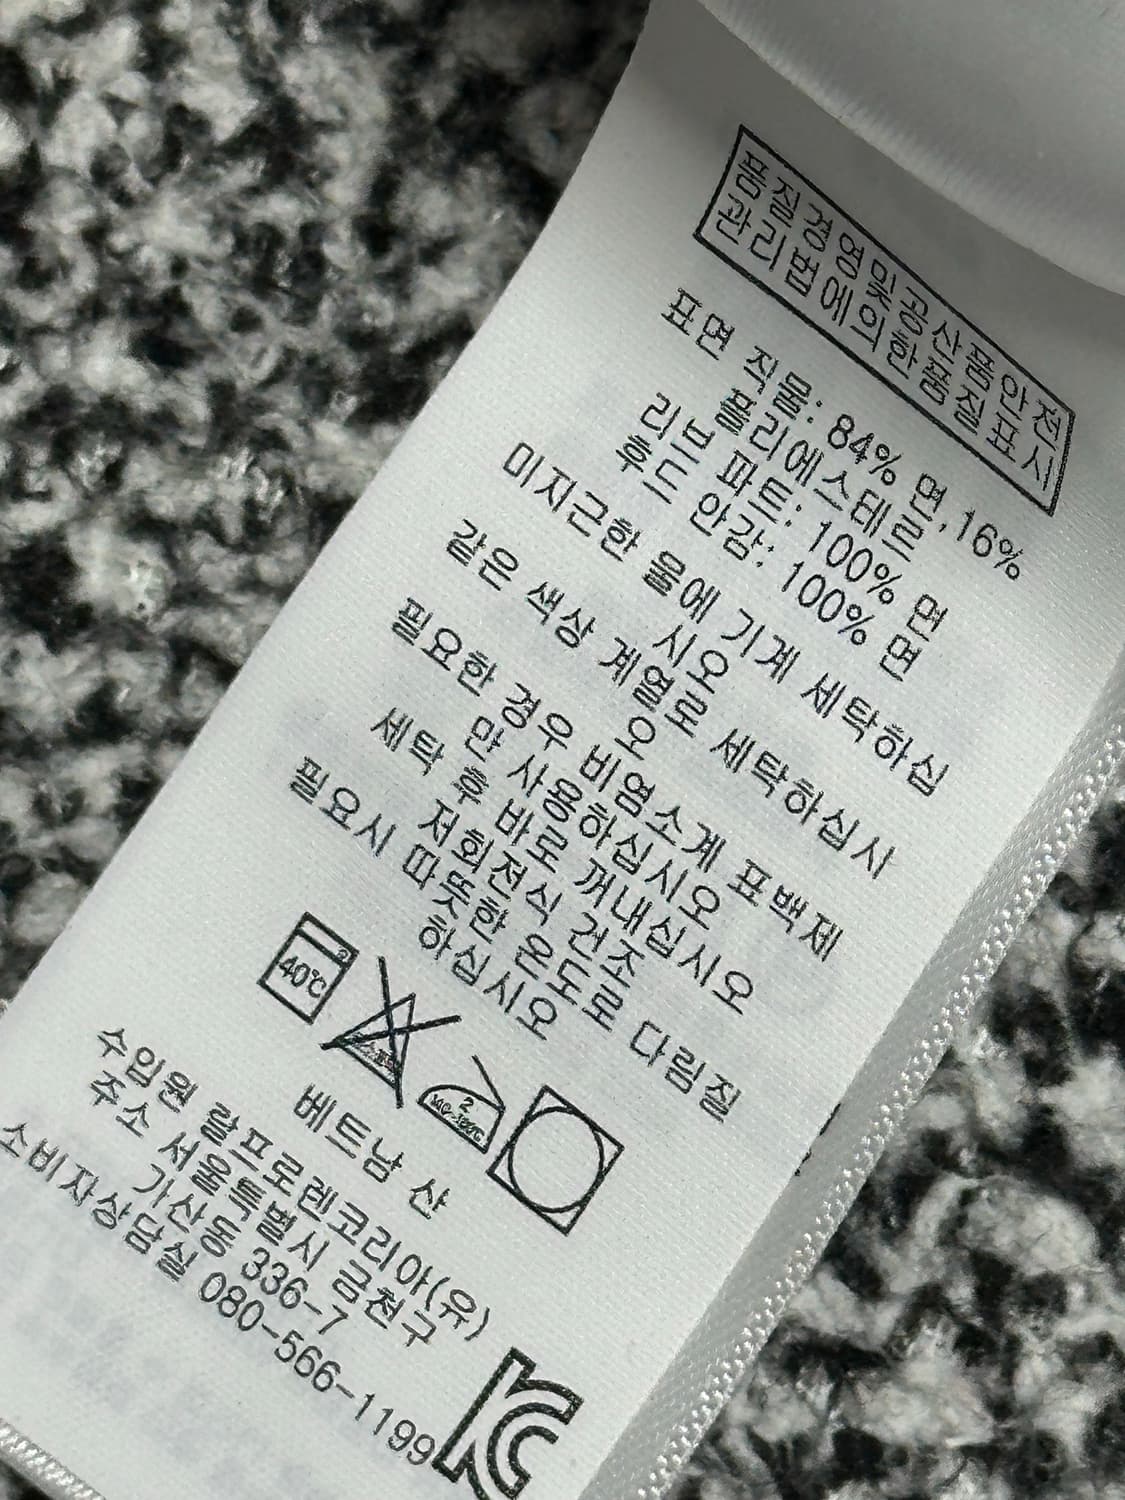 품질경영및공산품안전
관리법에의한품질표시
표면 직물: 84% 면,16%
폴리에스테르
리브 파트: 100% 면
후드 안감: 100% 면
미지근한 물에 기계 세탁하십
시오
같은 색상 계열로 세탁하십시
오
필요한 경우 비염소계 표백제
만 사용하십시오
세탁 후 바로 꺼내십시오
저회전식 건조
필요시 따뜻한 온도로 다림질
하십시오
40℃
2
베트남 산
수입원 랄프로렌코리아(유)
주소 서울특별시 금천구
가산동 336-7
소비자상담실 080-566-1199
KC